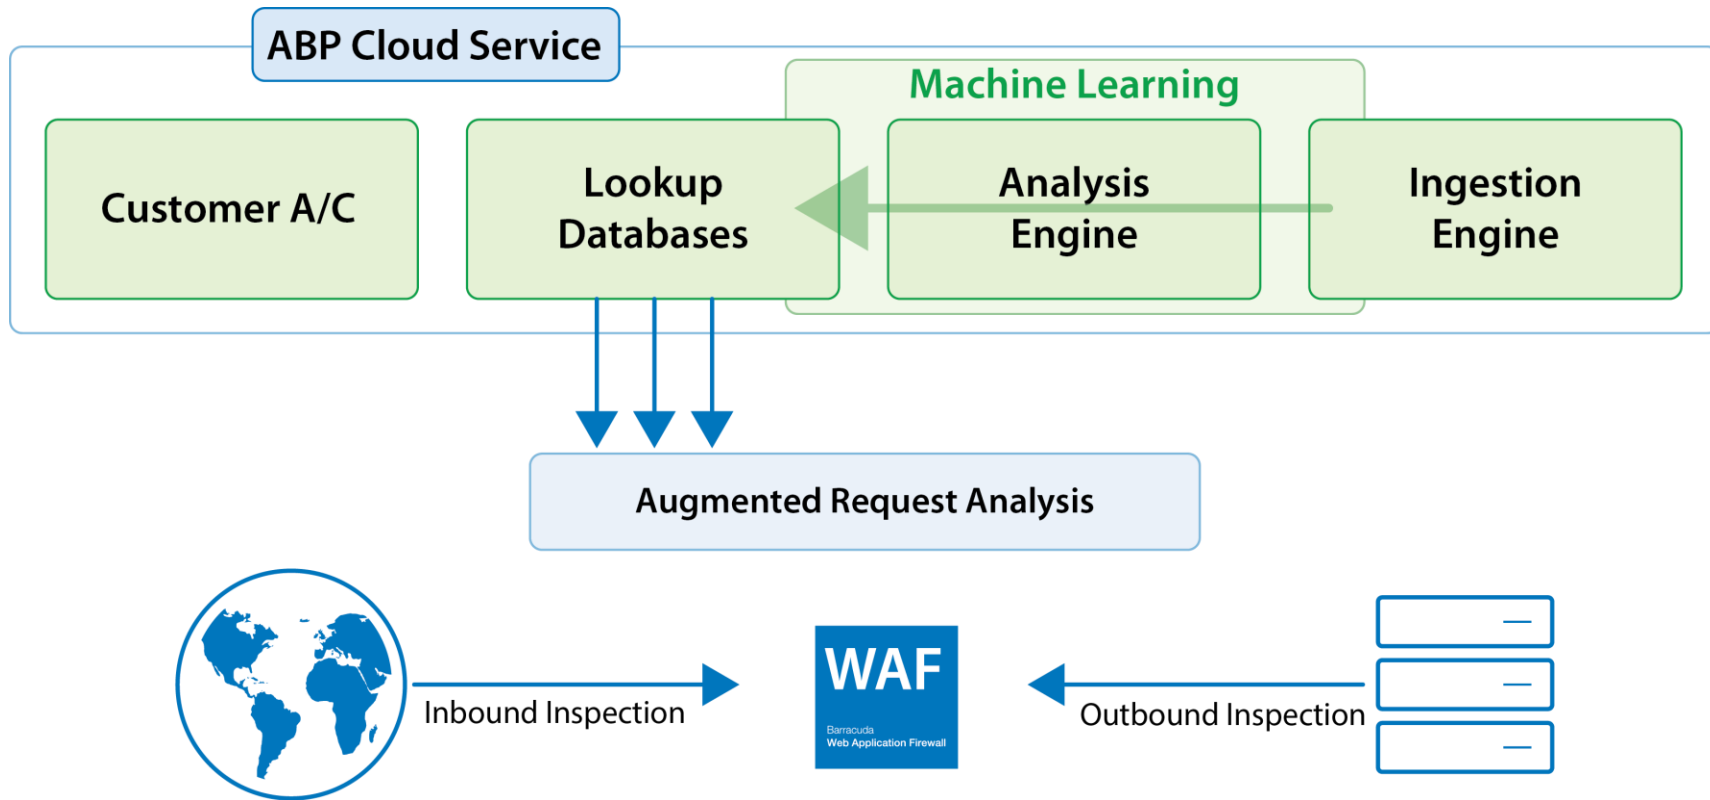 ABP Cloud Service
Machine Learning
Customer A/C
Lookup
Databases
Analysis
Engine
Ingestion
Engine
Augmented Request Analysis
Inbound Inspection
WAF
Barracuda
Web Application Firewall
Outbound Inspection